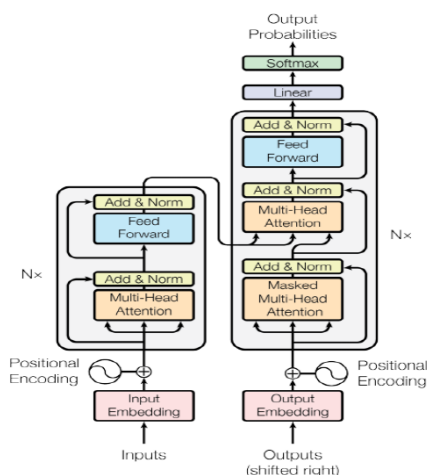 Output
Probabilities
Softmax
Linear
Add & Norm
Feed
Forward
Add & Norm
Multi-Head
Attention
Add & Norm
Masked
Multi-Head
Attention
Nx
Add & Norm
Feed
Forward
Add & Norm
Multi-Head
Attention
Nx
Positional
Encoding
Positional
Encoding
Input
Embedding
Output
Embedding
Inputs
Outputs
(shifted right)